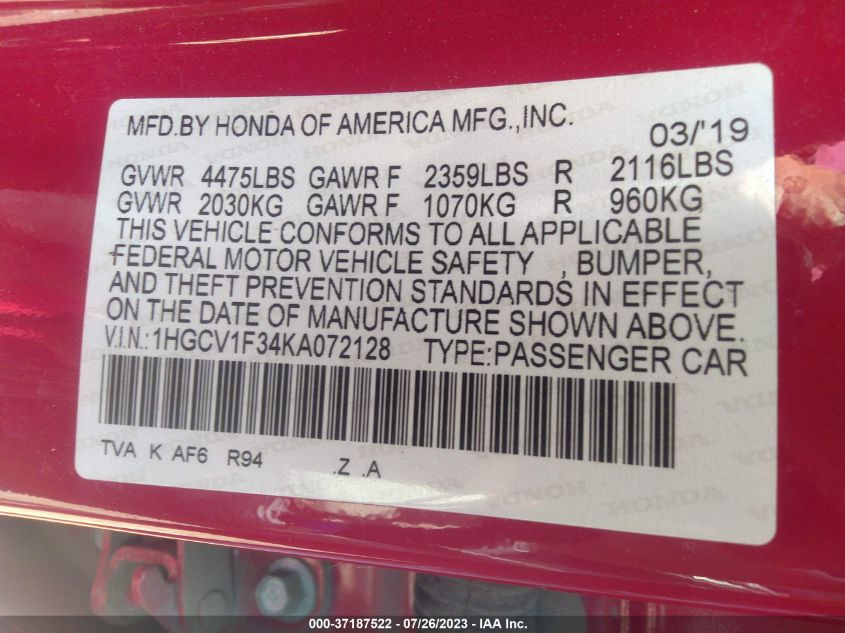 MFD.BY HONDA OF AMERICA MFG.,INC. 03/'19
GVWR 4475LBS GAWR F 2359LBS R 2116LBS
GVWR 2030KG GAWR F 1070KG R 960KG
THIS VEHICLE CONFORMS TO ALL APPLICABLE
FEDERAL MOTOR VEHICLE SAFETY , BUMPER,
AND THEFT PREVENTION STANDARDS IN EFFECT
ON THE DATE OF MANUFACTURE SHOWN ABOVE.
V.I.N.:1HGCV1F34KA072128 TYPE:PASSENGER CAR
TVA K AF6 R94 .Z .A
000-37187522 - 07/26/2023 - IAA Inc.